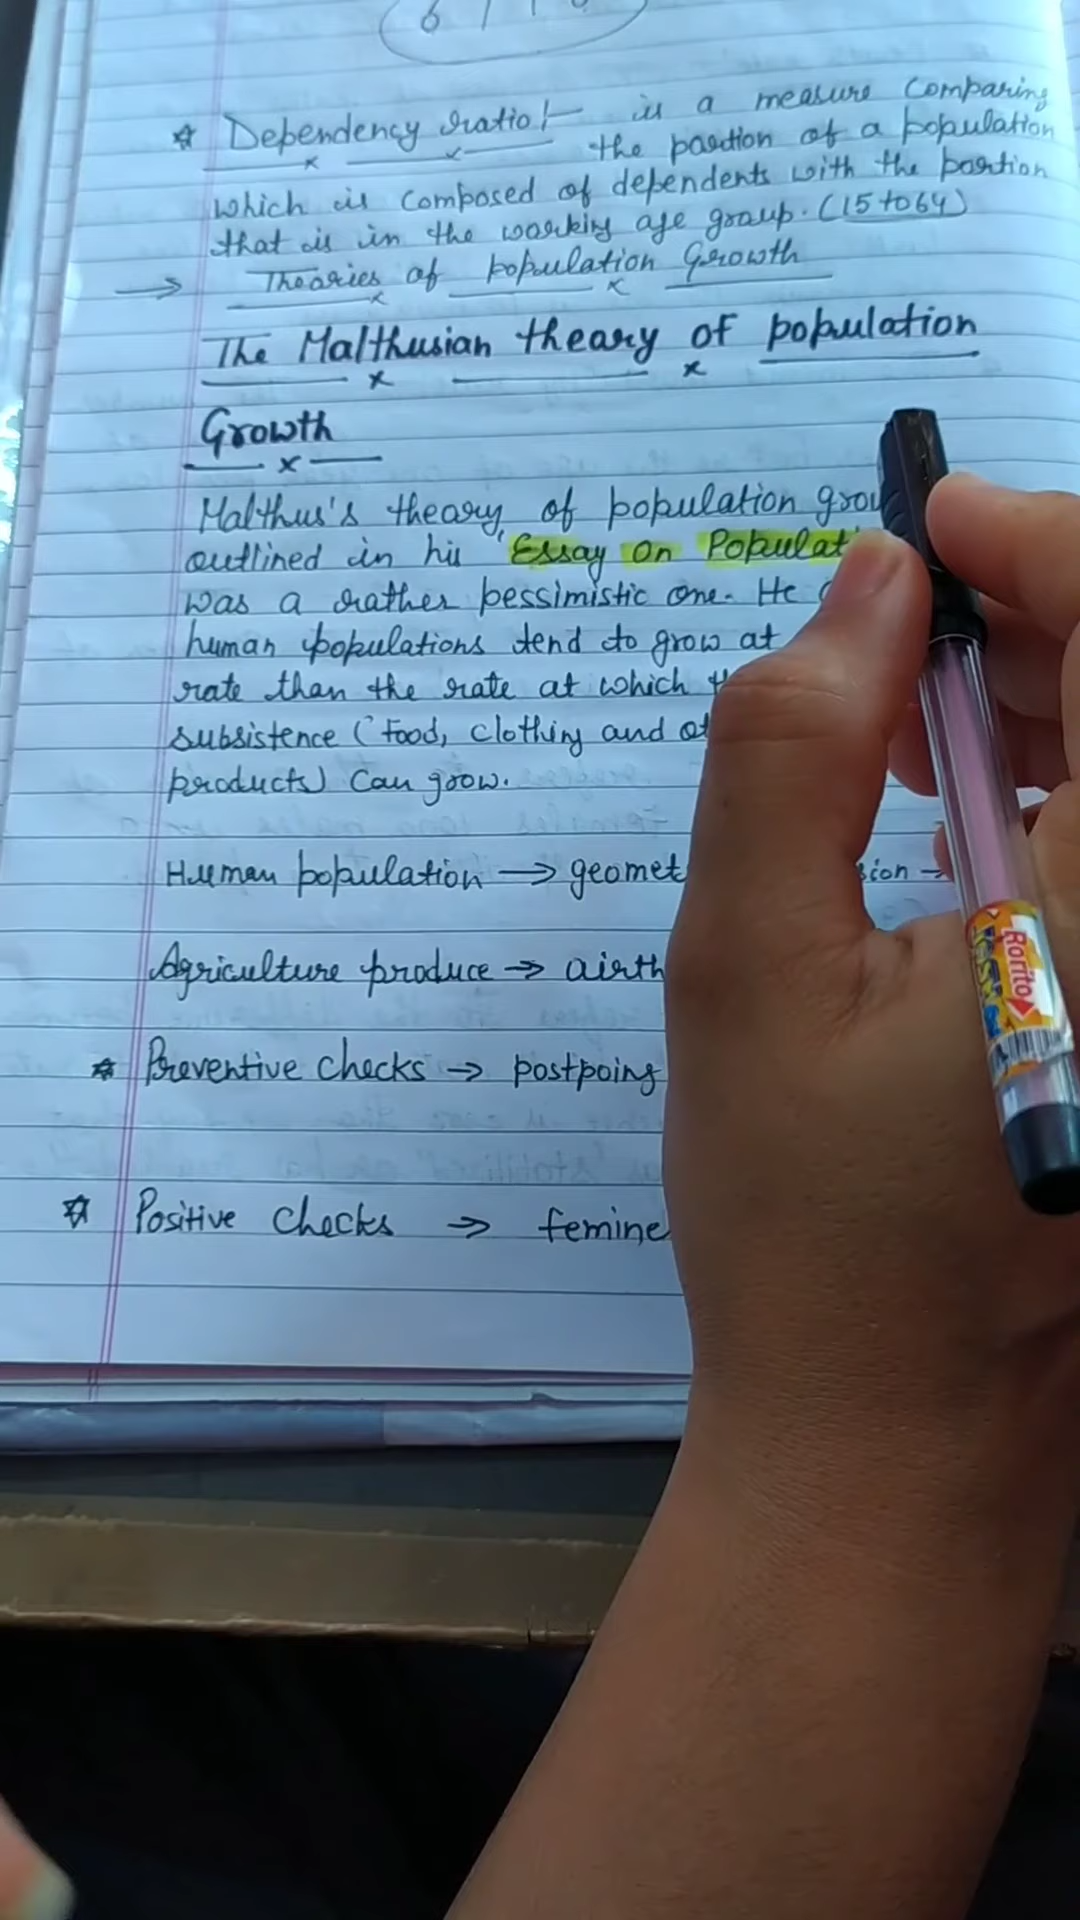 * Dependency ratio:- is a measure comparing
the portion of a population
which is composed of dependents with the portion
that is in the working age group. (15 to 64)
→ Theories of population Growth
The Malthusian theory of population
Growth
Malthus's theory of population grow
outlined in his 'Essay on Populat
was a rather pessimistic one. He
human populations tend to grow at
rate than the rate at which
subsistence (food, clothing and ot
products) Can grow.
Human population → geomet sion →
Agriculture produce → airth
* Preventive checks → postpoing
* Positive checks → femine
Rorito